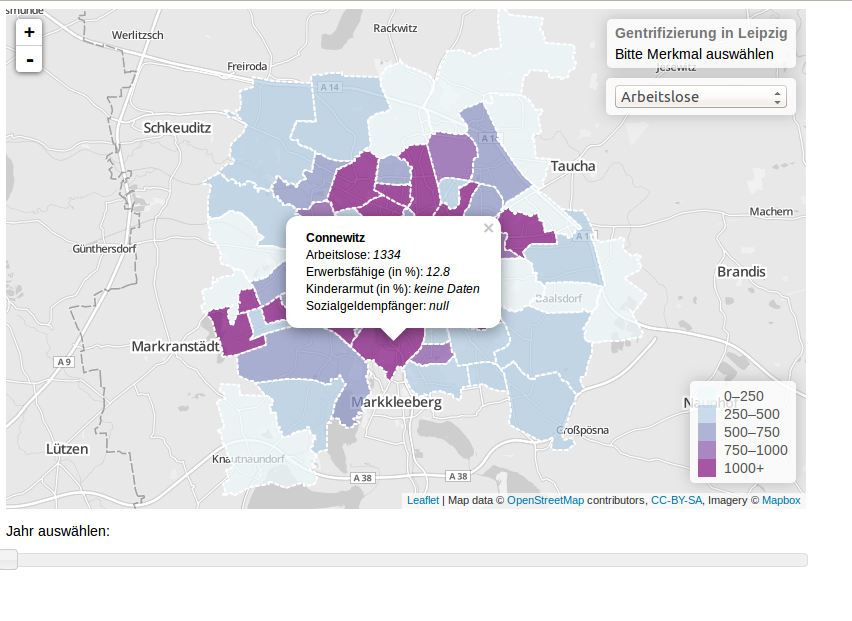 smünde
Rackwitz
+
Werlitzsch
Gentrifizierung in Leipzig
Bitte Merkmal auswählen
-
Freiroda
Jesewitz
A 14
Arbeitslose
Schkeuditz
A 1
Taucha
Machern
Connewitz
×
A 1
Günthersdorf
Arbeitslose: 1334
Erwerbsfähige (in %): 12.8
Brandis
Kinderarmut (in %): keine Daten
Baalsdorf
Sozialgeldempfänger: null
Markranstädt
A 9
0–250
Markkleeberg
250–500
Großpösna
500–750
Lützen
750–1000
Knautnaundorf
1000+
A 38
A 38
Leaflet | Map data © OpenStreetMap contributors, CC-BY-SA, Imagery © Mapbox
Jahr auswählen: